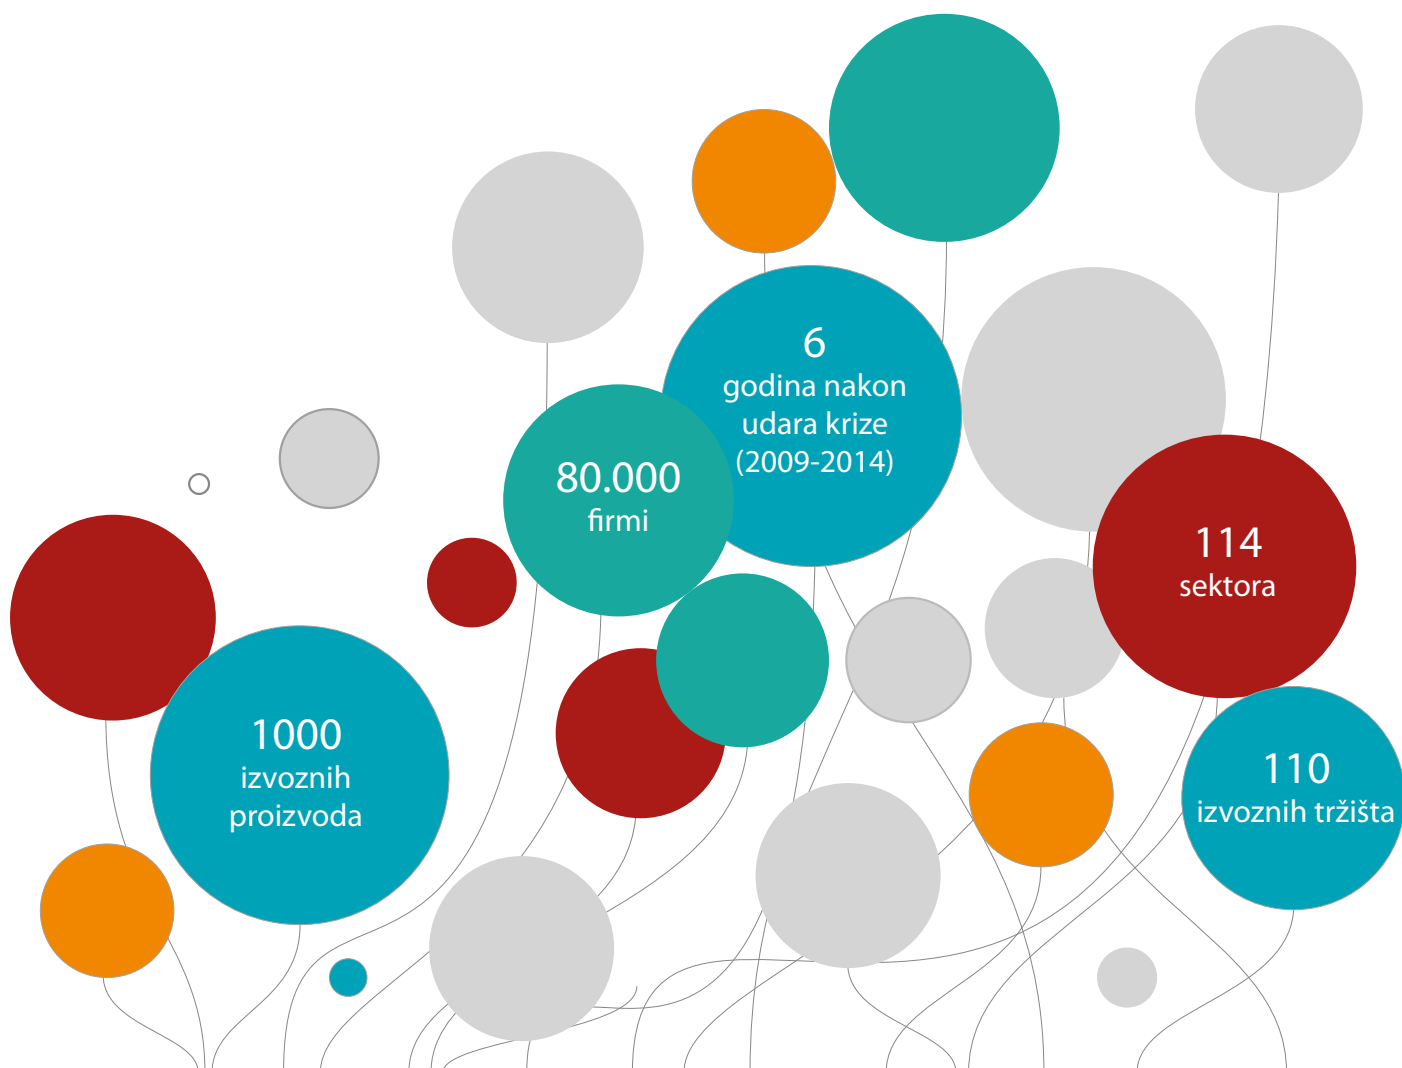 6
godina nakon
udara krize
(2009-2014)
80.000
firmi
114
sektora
1000
izvoznih
proizvoda
110
izvoznih tržišta